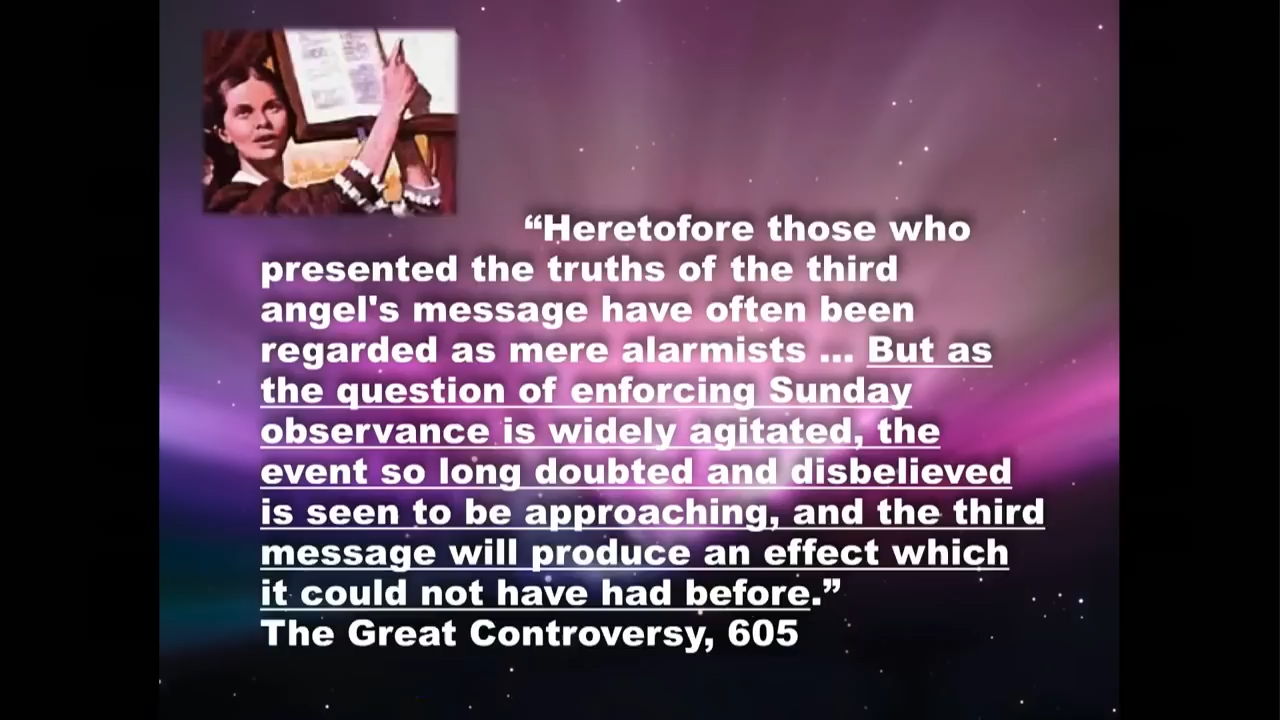 “Heretofore those who
presented the truths of the third
angel's message have often been
regarded as mere alarmists ... But as
the question of enforcing Sunday
observance is widely agitated, the
event so long doubted and disbelieved
is seen to be approaching, and the third
message will produce an effect which
it could not have had before.”
The Great Controversy, 605